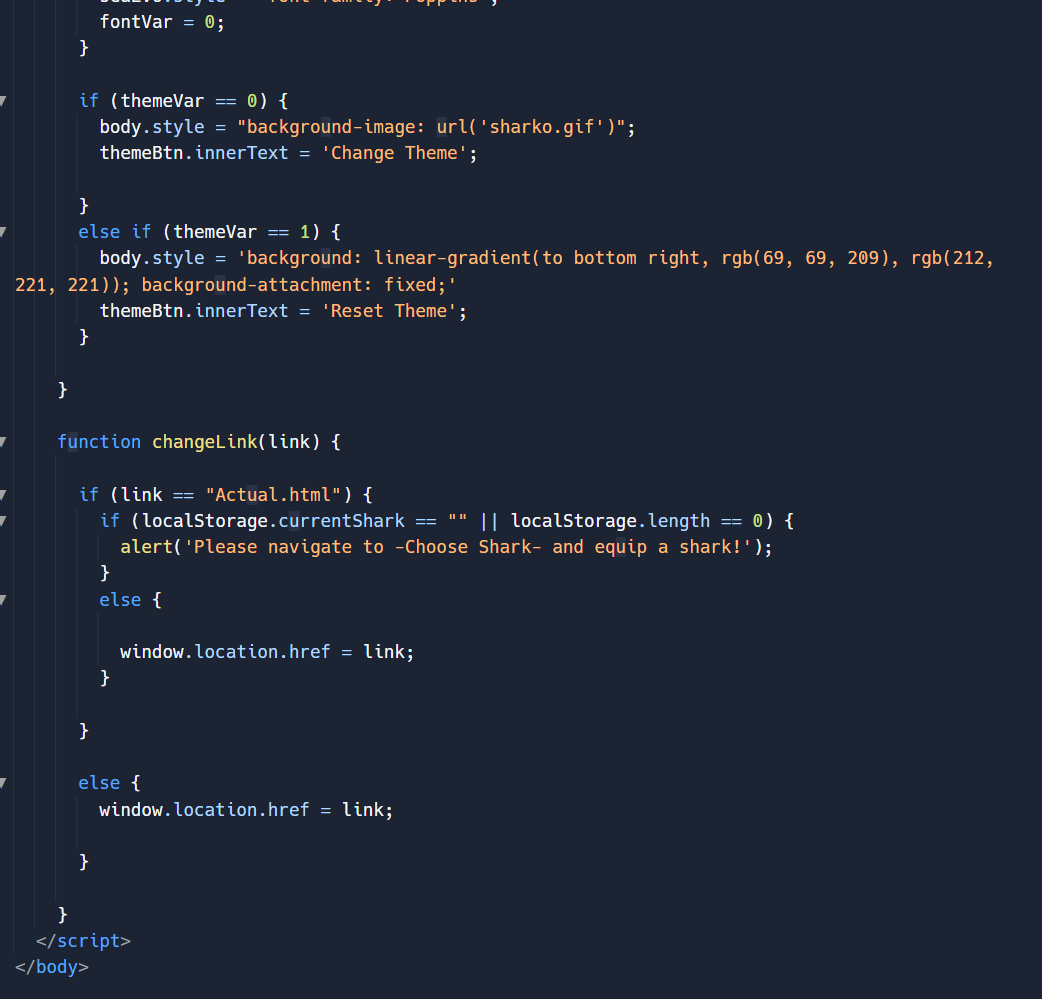 fontVar = 0;
}
if (themeVar == 0) {
body.style = "background-image: url('sharko.gif')";
themeBtn.innerText = 'Change Theme';
}
else if (themeVar == 1) {
body.style = 'background: linear-gradient(to bottom right, rgb(69, 69, 209), rgb(212,
221, 221)); background-attachment: fixed;'
themeBtn.innerText = 'Reset Theme';
}
}
function changeLink(link) {
if (link == "Actual.html") {
if (localStorage.currentShark == "" || localStorage.length == 0) {
alert('Please navigate to -Choose Shark- and equip a shark!');
}
else {
window.location.href = link;
}
}
else {
window.location.href = link;
}
}
</script>
</body>